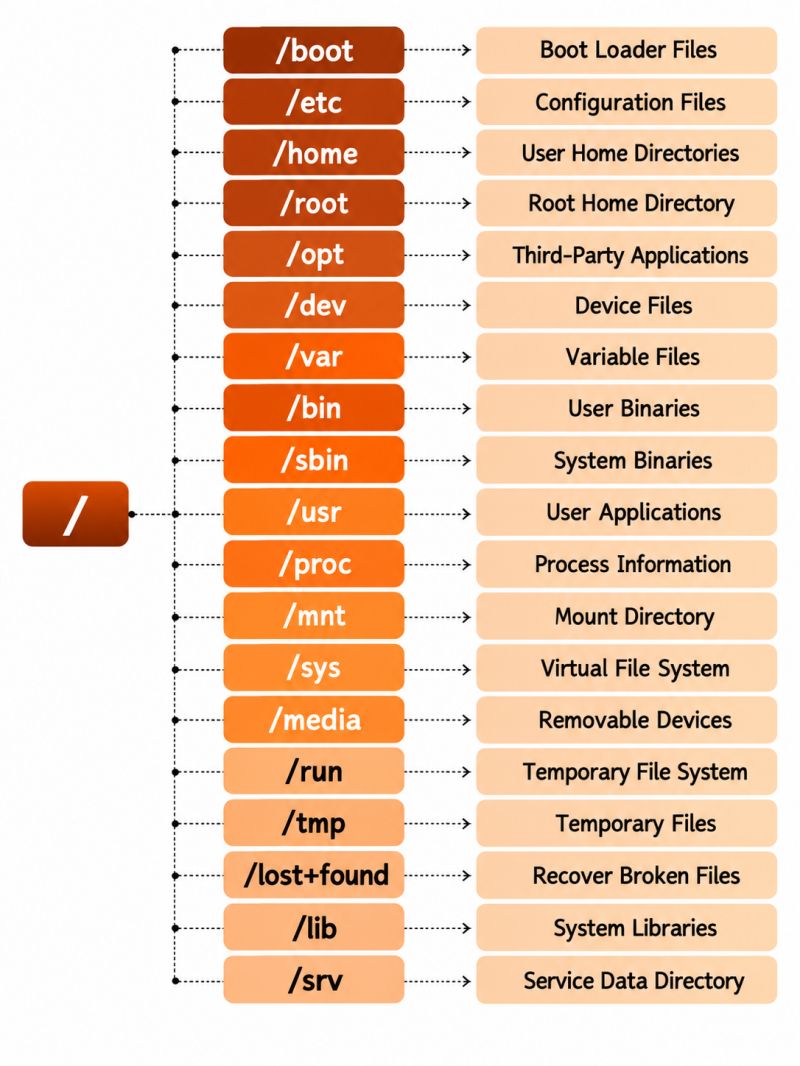 /boot Boot Loader Files
/etc Configuration Files
/home User Home Directories
/root Root Home Directory
/opt Third-Party Applications
/dev Device Files
/var Variable Files
/bin User Binaries
/sbin System Binaries
/
/usr User Applications
/proc Process Information
/mnt Mount Directory
/sys Virtual File System
/media Removable Devices
/run Temporary File System
/tmp Temporary Files
/lost+found Recover Broken Files
/lib System Libraries
/srv Service Data Directory